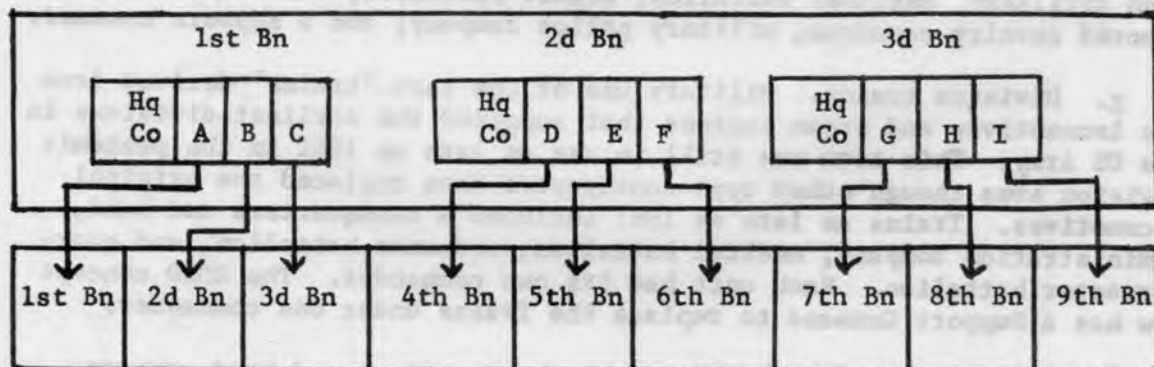 1st Bn 2d Bn 3d Bn
Hq Hq Hq
Co A B C Co D E F Co G H I
1st Bn 2d Bn 3d Bn 4th Bn 5th Bn 6th Bn 7th Bn 8th Bn 9th Bn